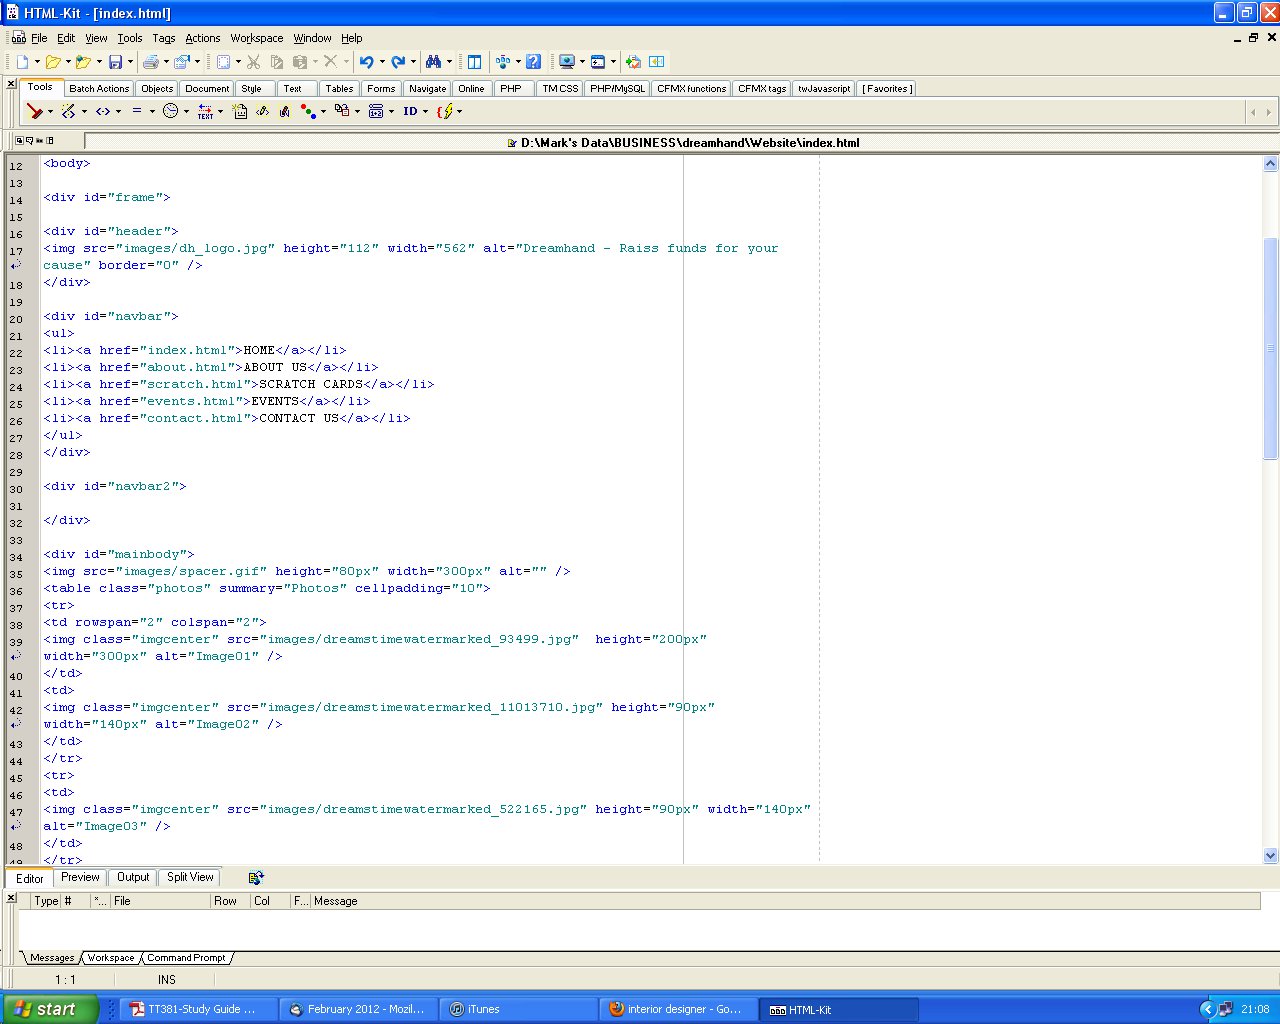 HTML-Kit - [index.html]
File Edit View Tools Tags Actions Workspace Window Help
Tools Batch Actions Objects Document Style Text Tables Forms Navigate Online PHP TM CSS PHP/MySQL CFMX functions CFMX tags twJavascript [ Favorites ]
TEXT ID
D:\Mark's Data\BUSINESS\dreamhand\Website\index.html
12 <body>
13
14 <div id="frame">
15
16 <div id="header">
17 <img src="images/dh_logo.jpg" height="112" width="562" alt="Dreamhand - Raiss funds for your
cause" border="0" />
18 </div>
19
20 <div id="navbar">
21 <ul>
22 <li><a href="index.html">HOME</a></li>
23 <li><a href="about.html">ABOUT US</a></li>
24 <li><a href="scratch.html">SCRATCH CARDS</a></li>
25 <li><a href="events.html">EVENTS</a></li>
26 <li><a href="contact.html">CONTACT US</a></li>
27 </ul>
28 </div>
29
30 <div id="navbar2">
31
32 </div>
33
34 <div id="mainbody">
35 <img src="images/spacer.gif" height="80px" width="300px" alt="" />
36 <table class="photos" summary="Photos" cellpadding="10">
37 <tr>
38 <td rowspan="2" colspan="2">
39 <img class="imgcenter" src="images/dreamstimewatermarked_93499.jpg"  height="200px"
width="300px" alt="Image01" />
40 </td>
41 <td>
42 <img class="imgcenter" src="images/dreamstimewatermarked_11013710.jpg" height="90px"
width="140px" alt="Image02" />
43 </td>
44 </tr>
45 <tr>
46 <td>
47 <img class="imgcenter" src="images/dreamstimewatermarked_522165.jpg" height="90px" width="140px"
alt="Image03" />
48 </td>
49 </tr>
Editor Preview Output Split View
Type # *... File Row Col F... Message
Messages Workspace Command Prompt
1 : 1 INS
start TT381-Study Guide ... February 2012 - Mozil... iTunes interior designer - Go... HTML-Kit 21:08